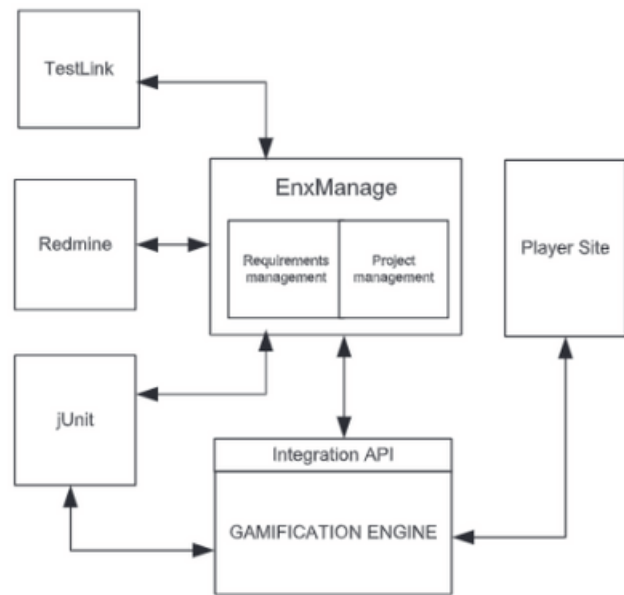 TestLink
EnxManage
Requirements
management
Project
management
Redmine
Player Site
jUnit
Integration API
GAMIFICATION ENGINE